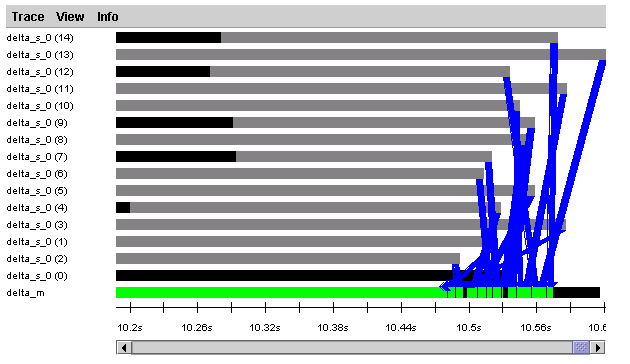 Trace View Info
delta_s_0 (14)
delta_s_0 (13)
delta_s_0 (12)
delta_s_0 (11)
delta_s_0 (10)
delta_s_0 (9)
delta_s_0 (8)
delta_s_0 (7)
delta_s_0 (6)
delta_s_0 (5)
delta_s_0 (4)
delta_s_0 (3)
delta_s_0 (1)
delta_s_0 (2)
delta_s_0 (0)
delta_m
10.2s 10.26s 10.32s 10.38s 10.44s 10.5s 10.56s 10.6